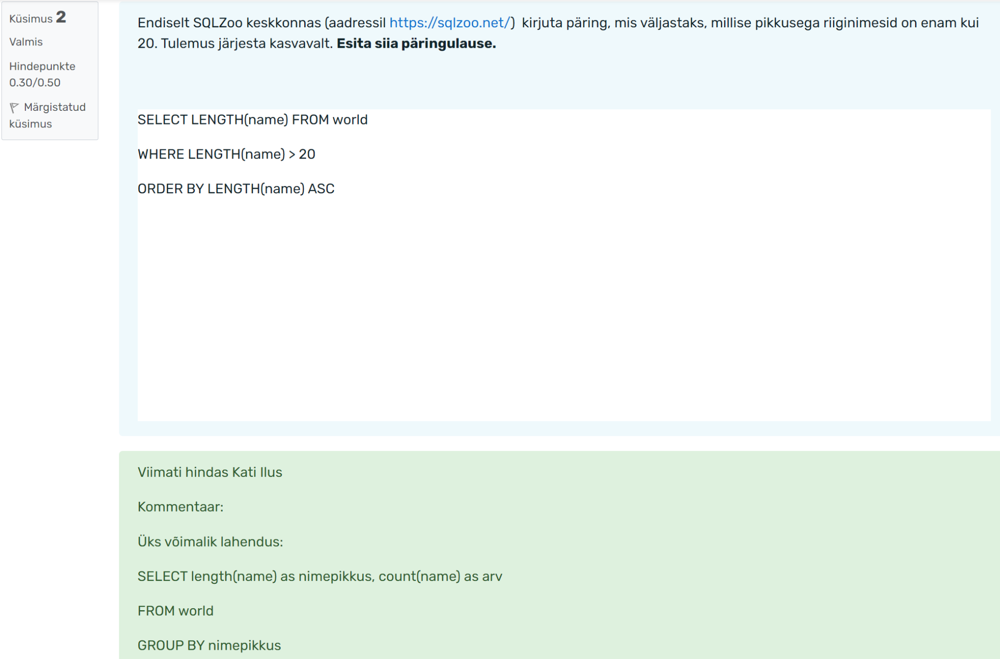 Küsimus 2
Valmis
Hindepunkte
0.30/0.50
Märgistatud
küsimus
Endiselt SQLZoo keskkonnas (aadressil https://sqlzoo.net/)  kirjuta päring, mis väljastaks, millise pikkusega riiginimesid on enam kui
20. Tulemus järjesta kasvavalt. Esita siia päringulause.
SELECT LENGTH(name) FROM world
WHERE LENGTH(name) > 20
ORDER BY LENGTH(name) ASC
Viimati hindas Kati Ilus
Kommentaar:
Üks võimalik lahendus:
SELECT length(name) as nimepikkus, count(name) as arv
FROM world
GROUP BY nimepikkus